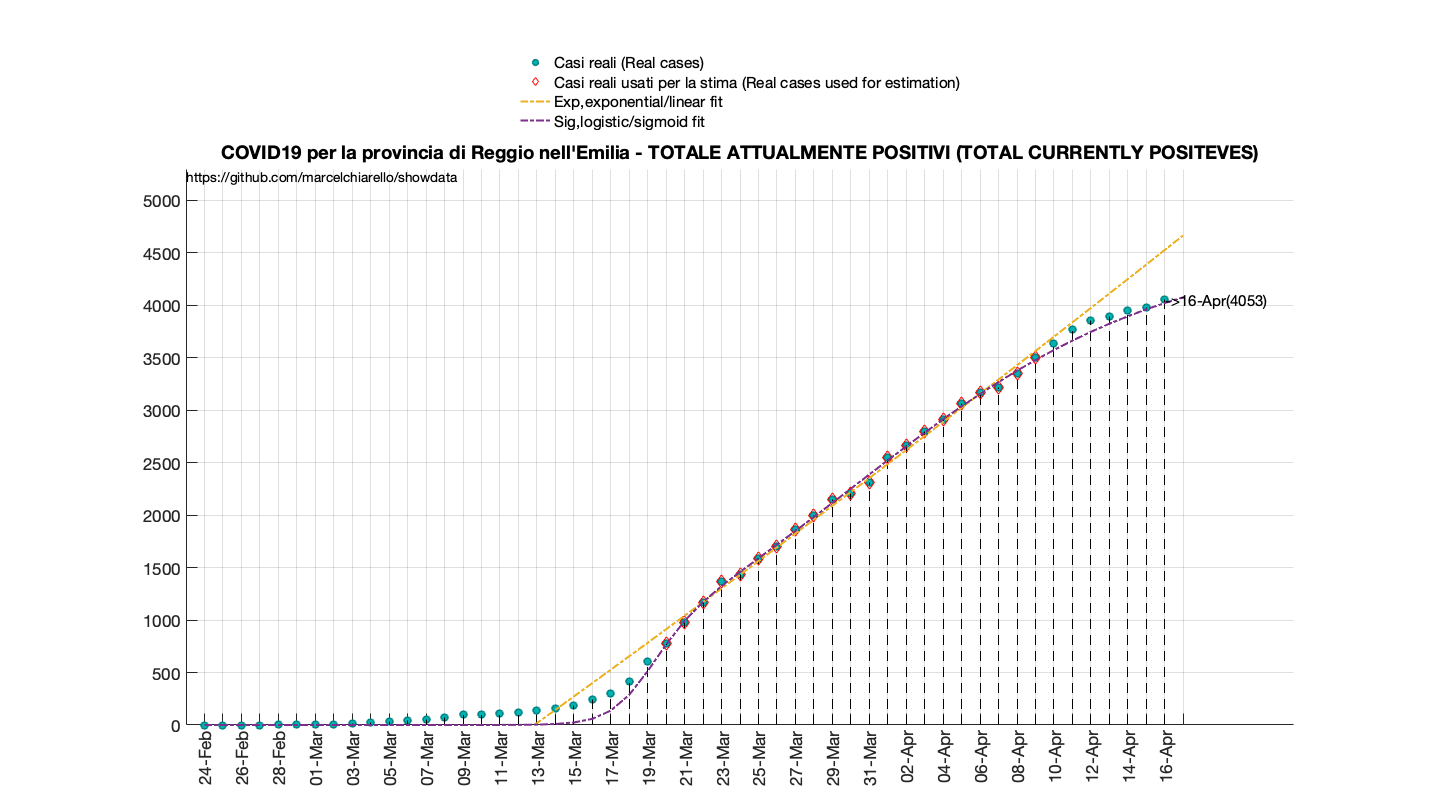 Casi reali (Real cases)
Casi reali usati per la stima (Real cases used for estimation)
Exp,exponential/linear fit
Sig,logistic/sigmoid fit
COVID19 per la provincia di Reggio nell'Emilia - TOTALE ATTUALMENTE POSITIVI (TOTAL CURRENTLY POSITEVES)
https://github.com/marcelchiarello/showdata
5000
4500
4000
3500
3000
2500
2000
1500
1000
500
0
->16-Apr(4053)
24-Feb
26-Feb
28-Feb
01-Mar
03-Mar
05-Mar
07-Mar
09-Mar
11-Mar
13-Mar
15-Mar
17-Mar
19-Mar
21-Mar
23-Mar
25-Mar
27-Mar
29-Mar
31-Mar
02-Apr
04-Apr
06-Apr
08-Apr
10-Apr
12-Apr
14-Apr
16-Apr